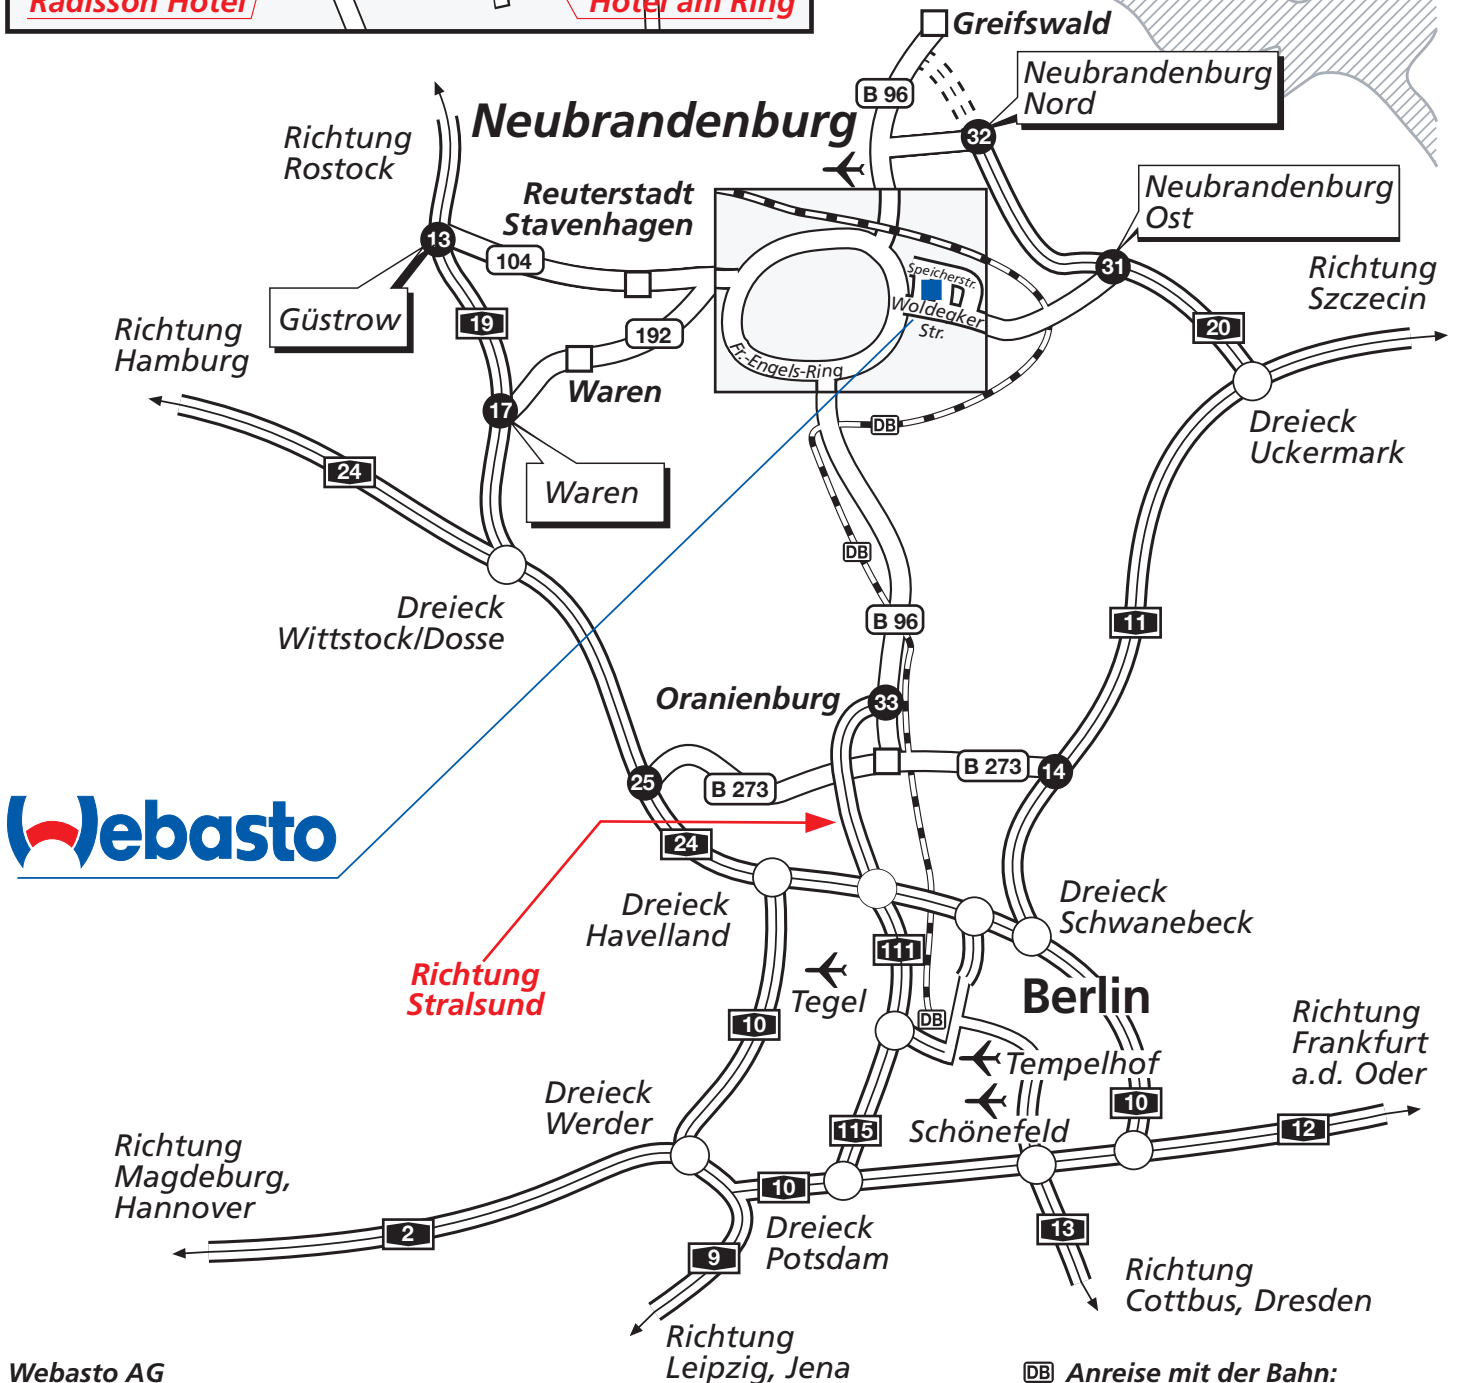 Radisson Hotel
Hotel am Ring
Greifswald
B 96
Neubrandenburg
Nord
32
Neubrandenburg
Richtung
Rostock
Reuterstadt
Stavenhagen
Neubrandenburg
Ost
13
104
31
Richtung
Szczecin
Speicherstr.
Woldegker
Str.
Güstrow
19
192
20
Richtung
Hamburg
Fr.-Engels-Ring
Waren
17
DB
Dreieck
Uckermark
24
Waren
DB
Dreieck
Wittstock/Dosse
B 96
11
Oranienburg
33
25
B 273
B 273
14
Webasto
24
Dreieck
Havelland
Dreieck
Schwanebeck
111
Richtung
Stralsund
Tegel
Berlin
DB
10
Richtung
Frankfurt
a.d. Oder
Tempelhof
Dreieck
Werder
10
115
Schönefeld
12
Richtung
Magdeburg,
Hannover
10
2
Dreieck
Potsdam
13
9
Richtung
Cottbus, Dresden
Richtung
Leipzig, Jena
Webasto AG
DB Anreise mit der Bahn: